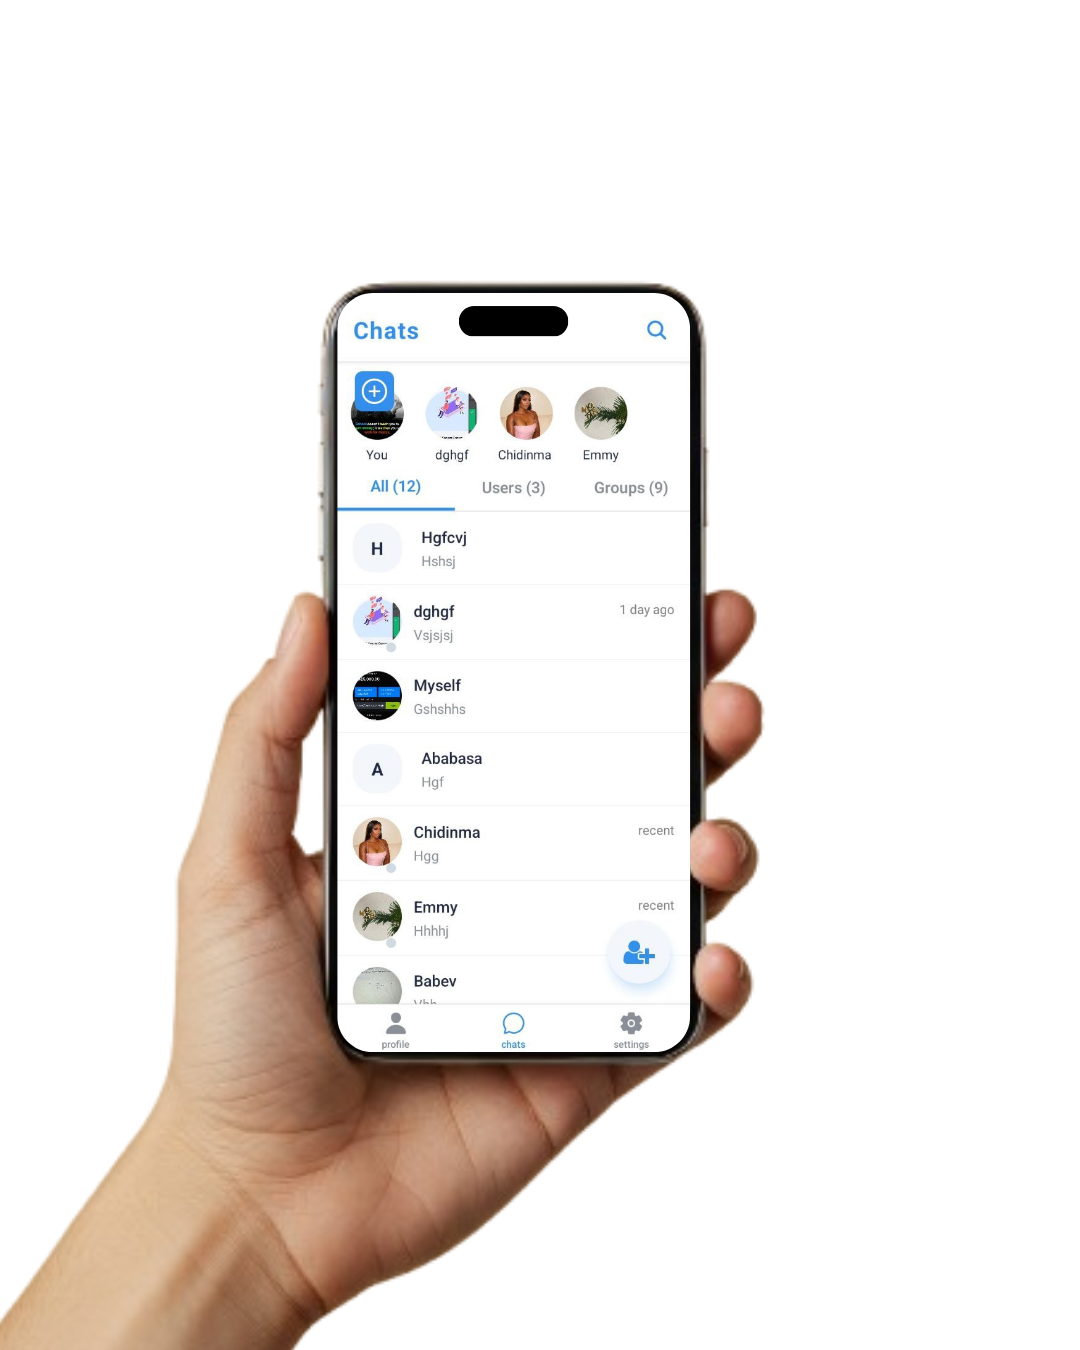 Chats
You
dghgf
Chidinma
Emmy
All (12)
Users (3)
Groups (9)
H
Hgfcvj
Hshsj
dghgf
1 day ago
Vsjsjsj
Myself
Gshshhs
A
Ababasa
Hgf
Chidinma
recent
Hgg
Emmy
recent
Hhhhj
Babev
profile
chats
settings